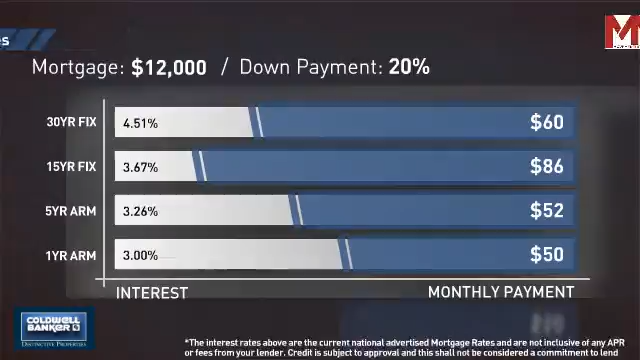 es
Mortgage: $12,000 / Down Payment: 20%
30YR FIX 4.51% $60
15YR FIX 3.67% $86
5YR ARM 3.26% $52
1YR ARM 3.00% $50
INTEREST MONTHLY PAYMENT
COLDWELL
BANKER
DISTINCTIVE PROPERTIES
*The interest rates above are the current national advertised Mortgage Rates and are not inclusive of any APR
or fees from your lender. Credit is subject to approval and this shall not be considered a commitment to lend